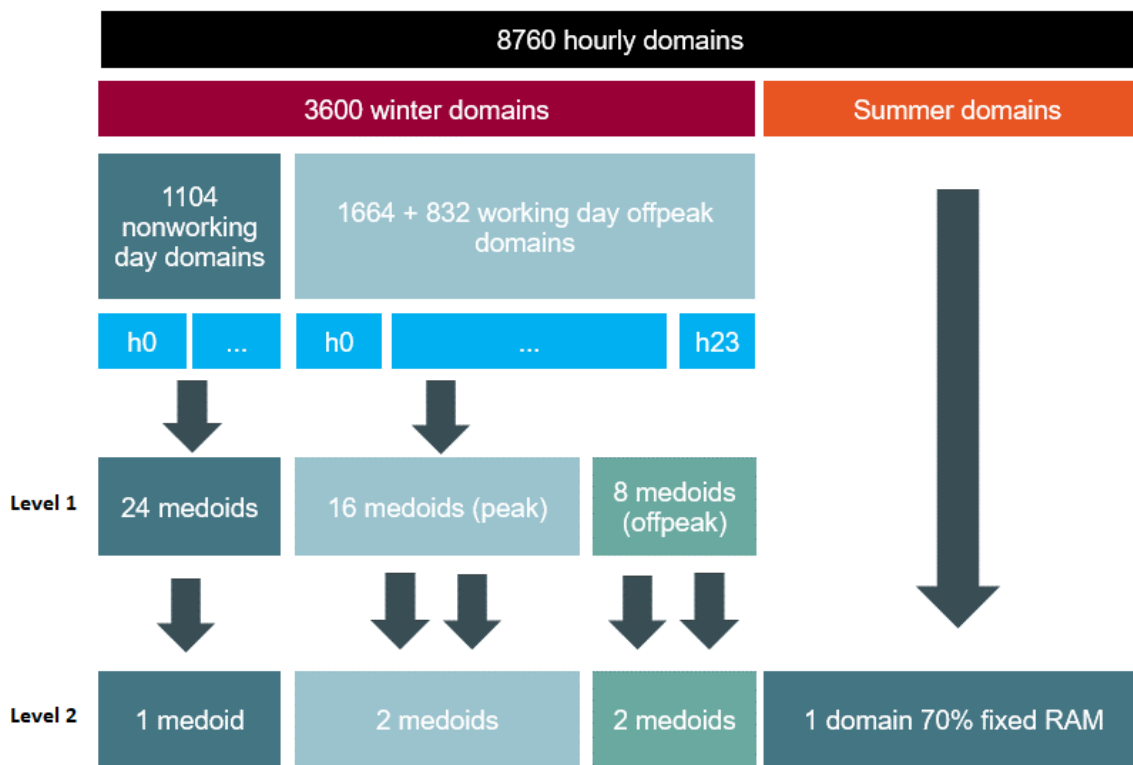 8760 hourly domains
3600 winter domains
Summer domains
1104
nonworking
day domains
1664 + 832 working day offpeak
domains
h0
...
h0
...
h23
Level 1
24 medoids
16 medoids (peak)
8 medoids
(offpeak)
Level 2
1 medoid
2 medoids
2 medoids
1 domain 70% fixed RAM